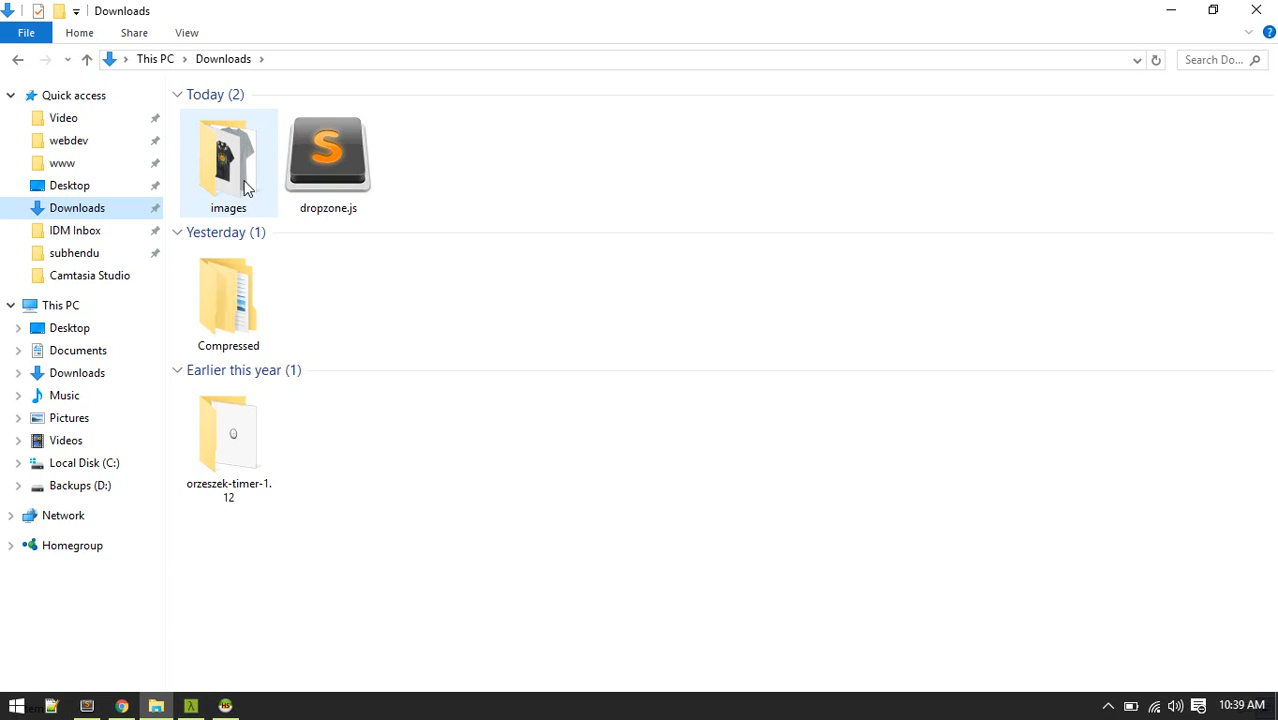 Downloads
File
Home
Share
View
This PC
Downloads
Search Do...
Quick access
Video
webdev
www
Desktop
Downloads
IDM Inbox
subhendu
Camtasia Studio
This PC
Desktop
Documents
Downloads
Music
Pictures
Videos
Local Disk (C:)
Backups (D:)
Network
Homegroup
Today (2)
images
S
dropzone.js
Yesterday (1)
Compressed
Earlier this year (1)
orzeszek-timer-1.
12
HS
10:39 AM